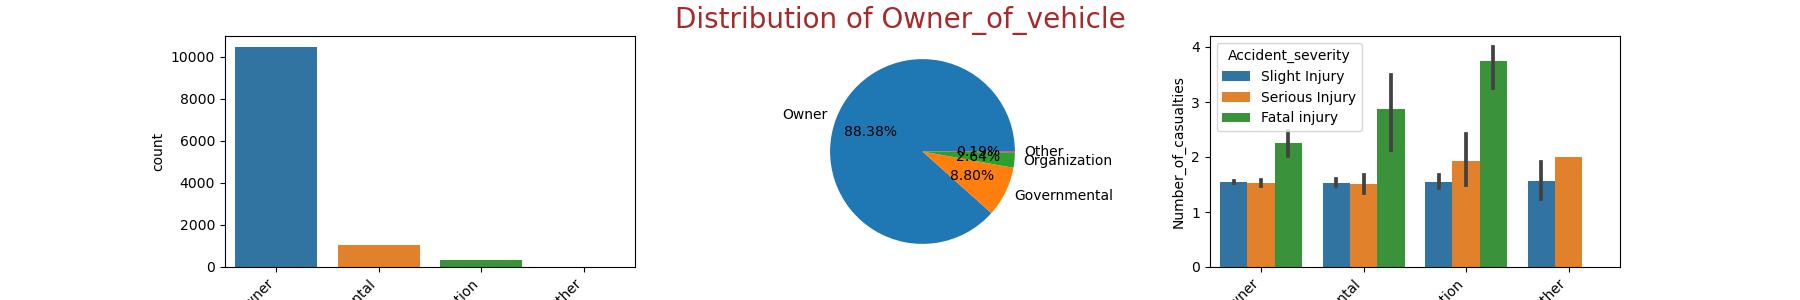 Distribution of Owner_of_vehicle
count
10000
8000
6000
4000
2000
0
Owner
88.38%
0.19%
2.64%
8.80%
Other
Organization
Governmental
Number_of_casualties
4
3
2
1
0
Accident_severity
Slight Injury
Serious Injury
Fatal injury